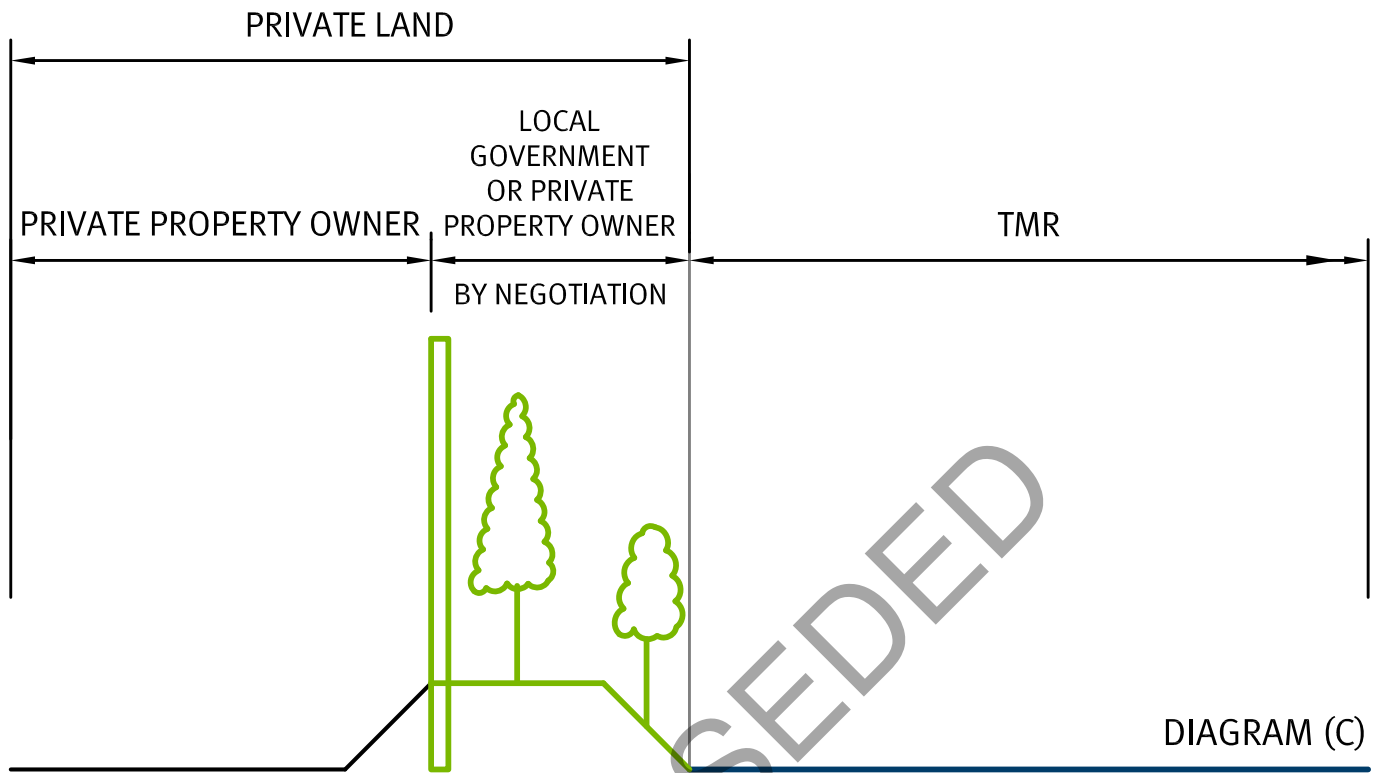 PRIVATE LAND
LOCAL
GOVERNMENT
OR PRIVATE
PROPERTY OWNER
PRIVATE PROPERTY OWNER
TMR
BY NEGOTIATION
SEDED
DIAGRAM (C)